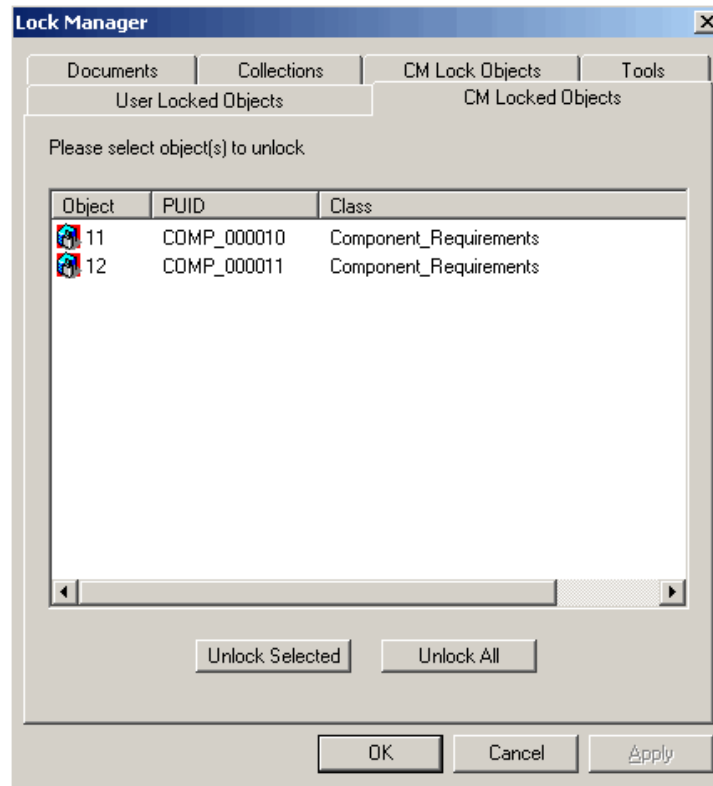 Lock Manager
Documents Collections CM Lock Objects Tools
User Locked Objects CM Locked Objects
Please select object(s) to unlock
Object PUID Class
11 COMP_000010 Component_Requirements
12 COMP_000011 Component_Requirements
Unlock Selected Unlock All
OK Cancel Apply